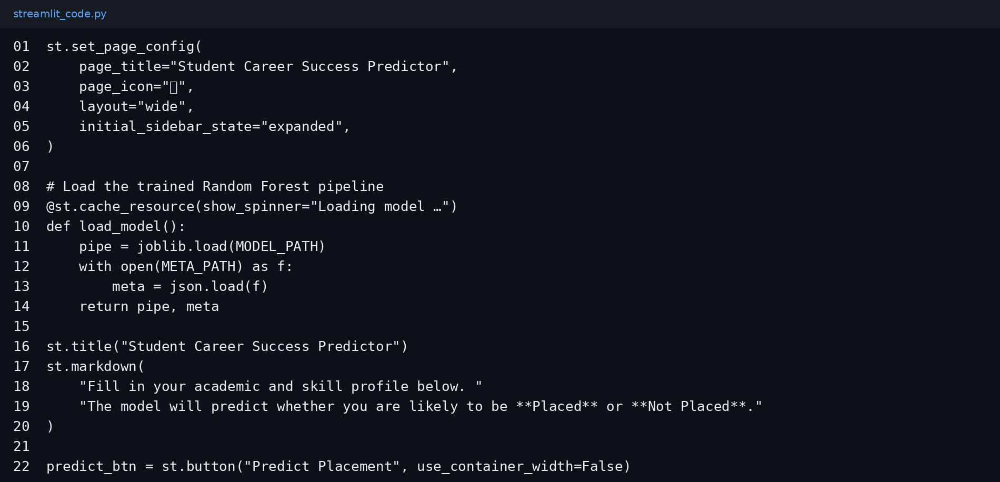 streamlit_code.py
01  st.set_page_config(
02      page_title="Student Career Success Predictor",
03      page_icon="▯",
04      layout="wide",
05      initial_sidebar_state="expanded",
06  )
07
08  # Load the trained Random Forest pipeline
09  @st.cache_resource(show_spinner="Loading model …")
10  def load_model():
11      pipe = joblib.load(MODEL_PATH)
12      with open(META_PATH) as f:
13          meta = json.load(f)
14      return pipe, meta
15
16  st.title("Student Career Success Predictor")
17  st.markdown(
18      "Fill in your academic and skill profile below. "
19      "The model will predict whether you are likely to be **Placed** or **Not Placed**."
20  )
21
22  predict_btn = st.button("Predict Placement", use_container_width=False)